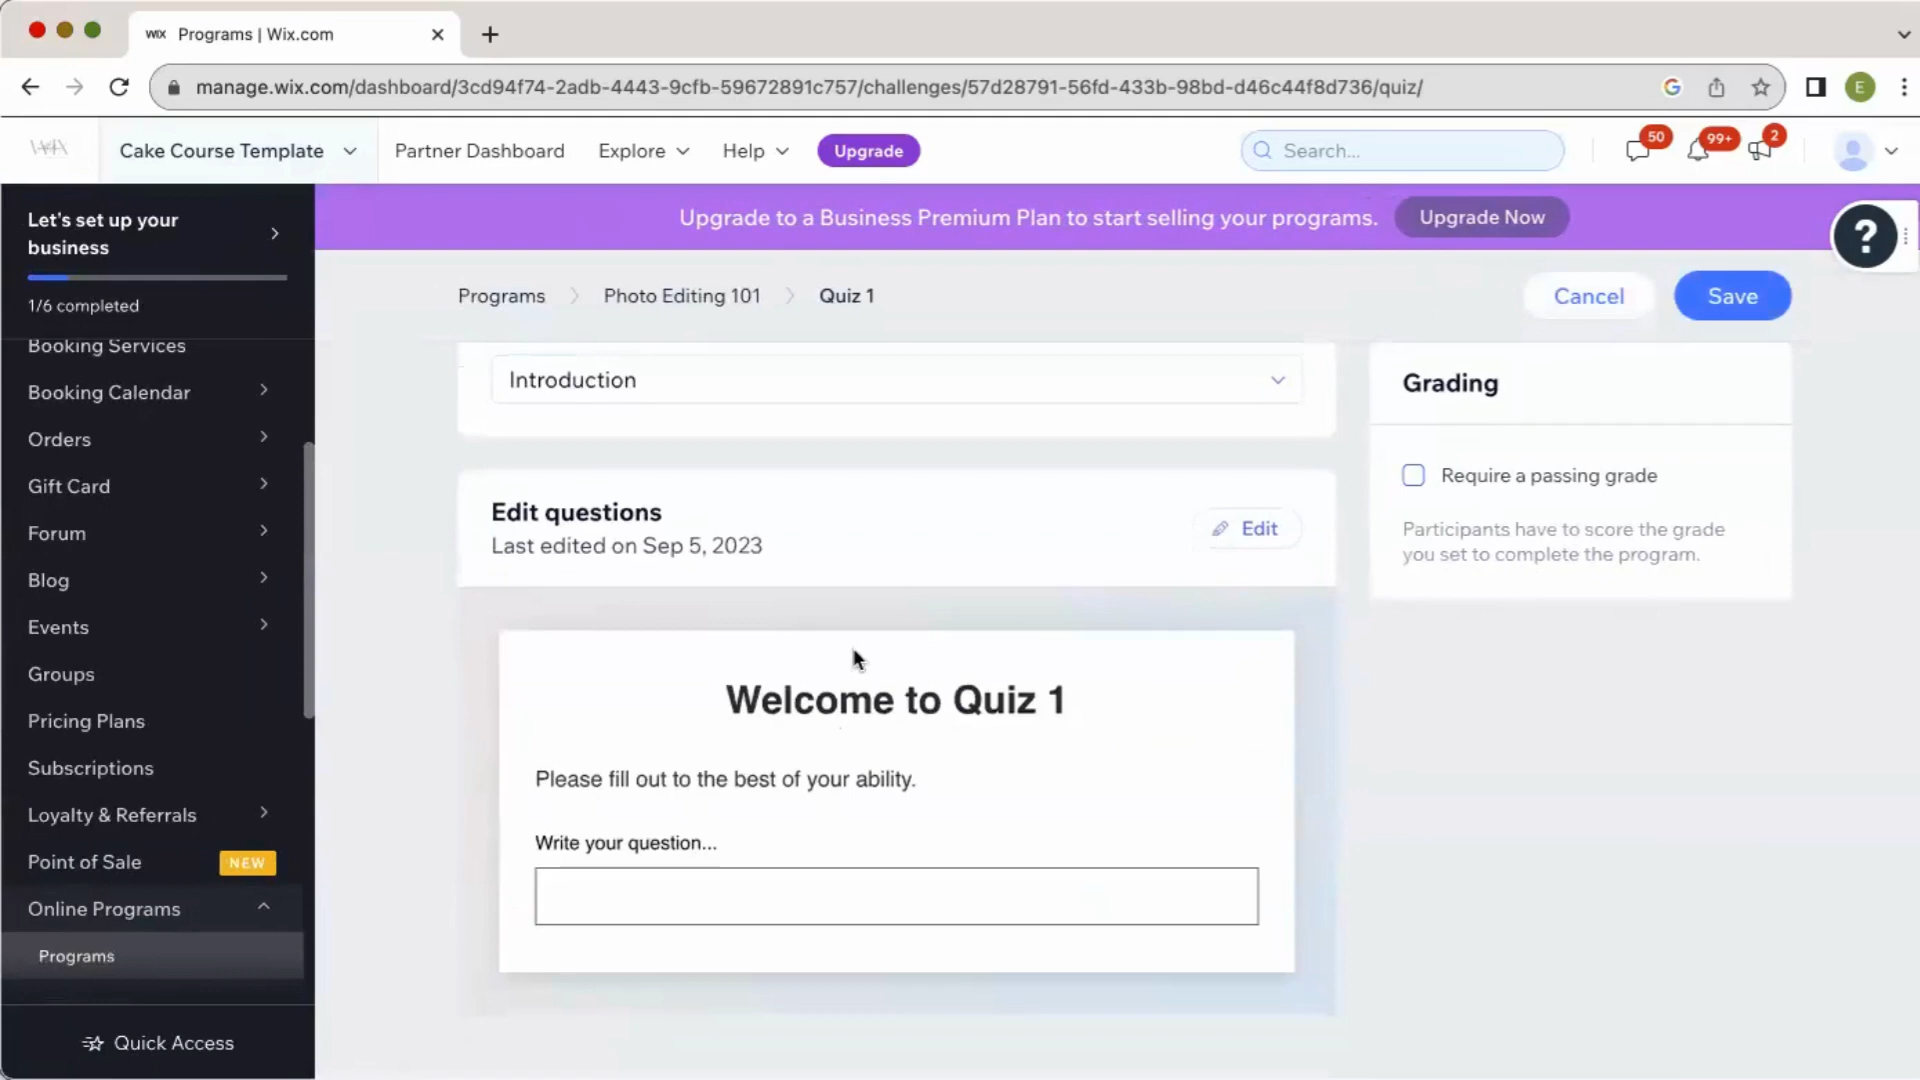 WIX Programs | Wix.com
manage.wix.com/dashboard/3cd94f74-2adb-4443-9cfb-59672891c757/challenges/57d28791-56fd-433b-98bd-d46c44f8d736/quiz/
E
WIX
Cake Course Template
Partner Dashboard
Explore
Help
Upgrade
Search...
50
99+
2
Let's set up your
business
1/6 completed
Booking Services
Booking Calendar
Orders
Gift Card
Forum
Blog
Events
Groups
Pricing Plans
Subscriptions
Loyalty & Referrals
Point of Sale NEW
Online Programs
Programs
Quick Access
Upgrade to a Business Premium Plan to start selling your programs. Upgrade Now
?
Programs Photo Editing 101 Quiz 1
Cancel
Save
Introduction
Edit questions
Last edited on Sep 5, 2023
Edit
Welcome to Quiz 1
Please fill out to the best of your ability.
Write your question...
Grading
Require a passing grade
Participants have to score the grade
you set to complete the program.